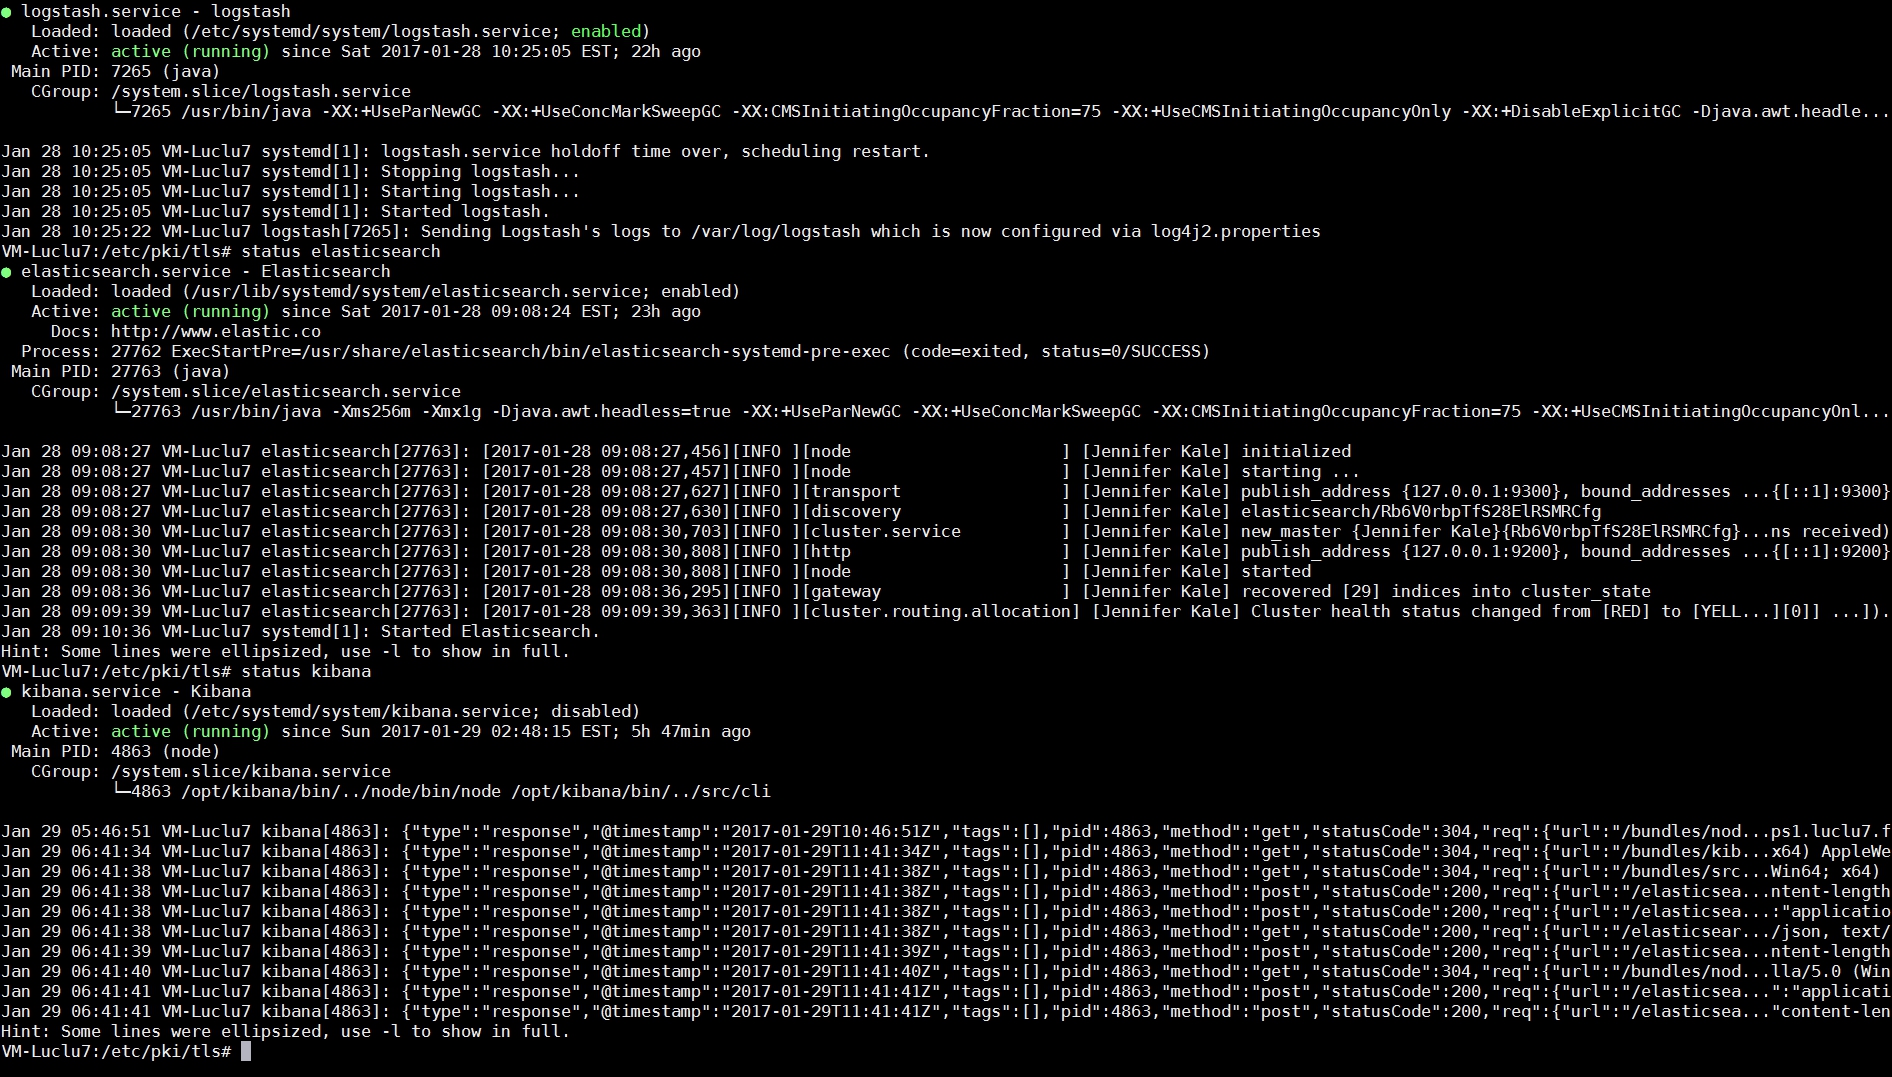 ● logstash.service - logstash
   Loaded: loaded (/etc/systemd/system/logstash.service; enabled)
   Active: active (running) since Sat 2017-01-28 10:25:05 EST; 22h ago
 Main PID: 7265 (java)
   CGroup: /system.slice/logstash.service
           └─7265 /usr/bin/java -XX:+UseParNewGC -XX:+UseConcMarkSweepGC -XX:CMSInitiatingOccupancyFraction=75 -XX:+UseCMSInitiatingOccupancyOnly -XX:+DisableExplicitGC -Djava.awt.headle...

Jan 28 10:25:05 VM-Luclu7 systemd[1]: logstash.service holdoff time over, scheduling restart.
Jan 28 10:25:05 VM-Luclu7 systemd[1]: Stopping logstash...
Jan 28 10:25:05 VM-Luclu7 systemd[1]: Starting logstash...
Jan 28 10:25:05 VM-Luclu7 systemd[1]: Started logstash.
Jan 28 10:25:22 VM-Luclu7 logstash[7265]: Sending Logstash's logs to /var/log/logstash which is now configured via log4j2.properties
VM-Luclu7:/etc/pki/tls# status elasticsearch
● elasticsearch.service - Elasticsearch
   Loaded: loaded (/usr/lib/systemd/system/elasticsearch.service; enabled)
   Active: active (running) since Sat 2017-01-28 09:08:24 EST; 23h ago
     Docs: http://www.elastic.co
  Process: 27762 ExecStartPre=/usr/share/elasticsearch/bin/elasticsearch-systemd-pre-exec (code=exited, status=0/SUCCESS)
 Main PID: 27763 (java)
   CGroup: /system.slice/elasticsearch.service
           └─27763 /usr/bin/java -Xms256m -Xmx1g -Djava.awt.headless=true -XX:+UseParNewGC -XX:+UseConcMarkSweepGC -XX:CMSInitiatingOccupancyFraction=75 -XX:+UseCMSInitiatingOccupancyOnl...

Jan 28 09:08:27 VM-Luclu7 elasticsearch[27763]: [2017-01-28 09:08:27,456][INFO ][node                     ] [Jennifer Kale] initialized
Jan 28 09:08:27 VM-Luclu7 elasticsearch[27763]: [2017-01-28 09:08:27,457][INFO ][node                     ] [Jennifer Kale] starting ...
Jan 28 09:08:27 VM-Luclu7 elasticsearch[27763]: [2017-01-28 09:08:27,627][INFO ][transport                ] [Jennifer Kale] publish_address {127.0.0.1:9300}, bound_addresses ...{[::1]:9300}
Jan 28 09:08:27 VM-Luclu7 elasticsearch[27763]: [2017-01-28 09:08:27,630][INFO ][discovery                ] [Jennifer Kale] elasticsearch/Rb6V0rbpTfS28ElRSMRCfg
Jan 28 09:08:30 VM-Luclu7 elasticsearch[27763]: [2017-01-28 09:08:30,703][INFO ][cluster.service          ] [Jennifer Kale] new_master {Jennifer Kale}{Rb6V0rbpTfS28ElRSMRCfg}...ns received)
Jan 28 09:08:30 VM-Luclu7 elasticsearch[27763]: [2017-01-28 09:08:30,808][INFO ][http                     ] [Jennifer Kale] publish_address {127.0.0.1:9200}, bound_addresses ...{[::1]:9200}
Jan 28 09:08:30 VM-Luclu7 elasticsearch[27763]: [2017-01-28 09:08:30,808][INFO ][node                     ] [Jennifer Kale] started
Jan 28 09:08:36 VM-Luclu7 elasticsearch[27763]: [2017-01-28 09:08:36,295][INFO ][gateway                  ] [Jennifer Kale] recovered [29] indices into cluster_state
Jan 28 09:09:39 VM-Luclu7 elasticsearch[27763]: [2017-01-28 09:09:39,363][INFO ][cluster.routing.allocation] [Jennifer Kale] Cluster health status changed from [RED] to [YELL...][0]] ...]).
Jan 28 09:10:36 VM-Luclu7 systemd[1]: Started Elasticsearch.
Hint: Some lines were ellipsized, use -l to show in full.
VM-Luclu7:/etc/pki/tls# status kibana
● kibana.service - Kibana
   Loaded: loaded (/etc/systemd/system/kibana.service; disabled)
   Active: active (running) since Sun 2017-01-29 02:48:15 EST; 5h 47min ago
 Main PID: 4863 (node)
   CGroup: /system.slice/kibana.service
           └─4863 /opt/kibana/bin/../node/bin/node /opt/kibana/bin/../src/cli

Jan 29 05:46:51 VM-Luclu7 kibana[4863]: {"type":"response","@timestamp":"2017-01-29T10:46:51Z","tags":[],"pid":4863,"method":"get","statusCode":304,"req":{"url":"/bundles/nod...ps1.luclu7.f
Jan 29 06:41:34 VM-Luclu7 kibana[4863]: {"type":"response","@timestamp":"2017-01-29T11:41:34Z","tags":[],"pid":4863,"method":"get","statusCode":304,"req":{"url":"/bundles/kib...x64) AppleWe
Jan 29 06:41:38 VM-Luclu7 kibana[4863]: {"type":"response","@timestamp":"2017-01-29T11:41:38Z","tags":[],"pid":4863,"method":"get","statusCode":304,"req":{"url":"/bundles/src...Win64; x64)
Jan 29 06:41:38 VM-Luclu7 kibana[4863]: {"type":"response","@timestamp":"2017-01-29T11:41:38Z","tags":[],"pid":4863,"method":"post","statusCode":200,"req":{"url":"/elasticsea...ntent-length
Jan 29 06:41:38 VM-Luclu7 kibana[4863]: {"type":"response","@timestamp":"2017-01-29T11:41:38Z","tags":[],"pid":4863,"method":"post","statusCode":200,"req":{"url":"/elasticsea...:"applicatio
Jan 29 06:41:38 VM-Luclu7 kibana[4863]: {"type":"response","@timestamp":"2017-01-29T11:41:38Z","tags":[],"pid":4863,"method":"get","statusCode":200,"req":{"url":"/elasticsear.../json, text/
Jan 29 06:41:39 VM-Luclu7 kibana[4863]: {"type":"response","@timestamp":"2017-01-29T11:41:39Z","tags":[],"pid":4863,"method":"post","statusCode":200,"req":{"url":"/elasticsea...ntent-length
Jan 29 06:41:40 VM-Luclu7 kibana[4863]: {"type":"response","@timestamp":"2017-01-29T11:41:40Z","tags":[],"pid":4863,"method":"get","statusCode":304,"req":{"url":"/bundles/nod...lla/5.0 (Win
Jan 29 06:41:41 VM-Luclu7 kibana[4863]: {"type":"response","@timestamp":"2017-01-29T11:41:41Z","tags":[],"pid":4863,"method":"post","statusCode":200,"req":{"url":"/elasticsea...":"applicati
Jan 29 06:41:41 VM-Luclu7 kibana[4863]: {"type":"response","@timestamp":"2017-01-29T11:41:41Z","tags":[],"pid":4863,"method":"post","statusCode":200,"req":{"url":"/elasticsea..."content-len
Hint: Some lines were ellipsized, use -l to show in full.
VM-Luclu7:/etc/pki/tls#